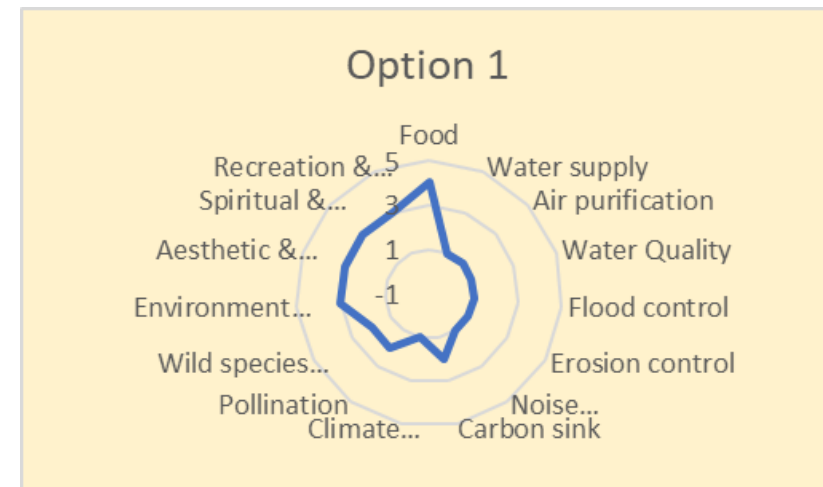 Option 1
Food
Recreation &...
5
Water supply
Spiritual &...
3
Air purification
Aesthetic &...
1
Water Quality
Environment...
-1
Flood control
Wild species...
Erosion control
Pollination
Noise...
Climate...
Carbon sink